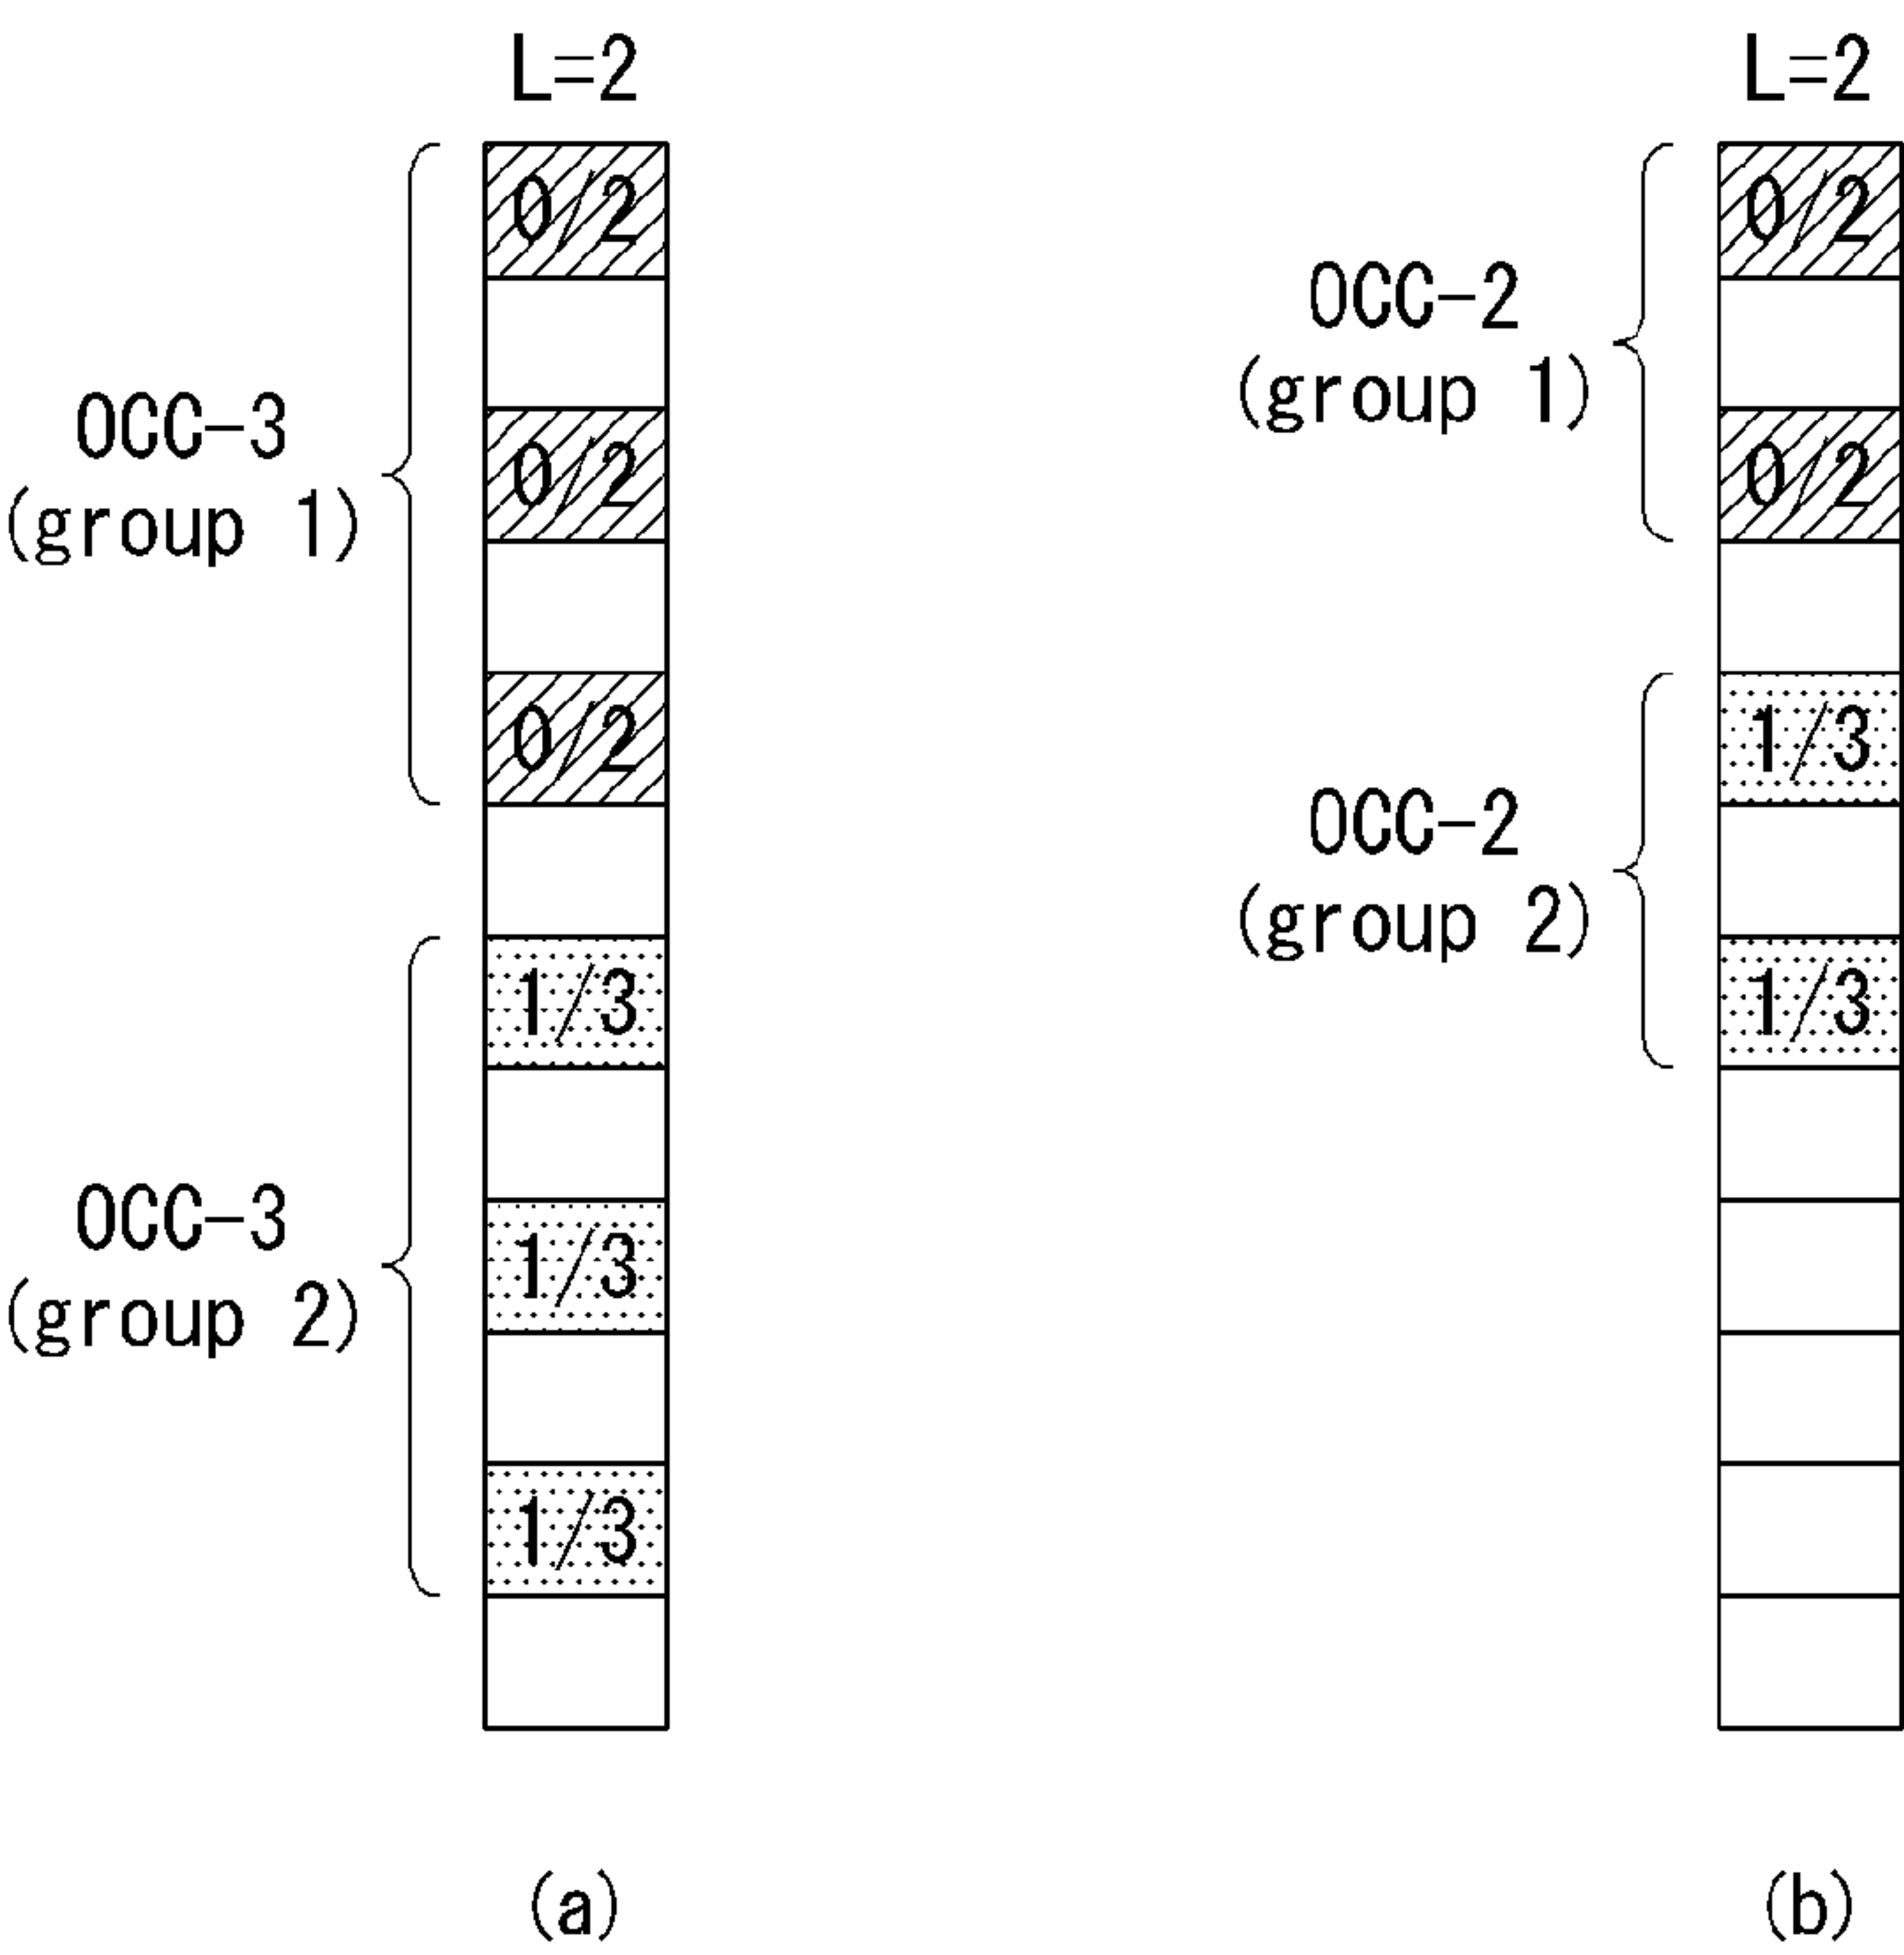 L=2
0/2
0/2
OCC-3
(group 1)
0/2
1/3
OCC-3
(group 2)
1/3
1/3
(a)
L=2
0/2
OCC-2
(group 1)
0/2
1/3
OCC-2
(group 2)
1/3
(b)